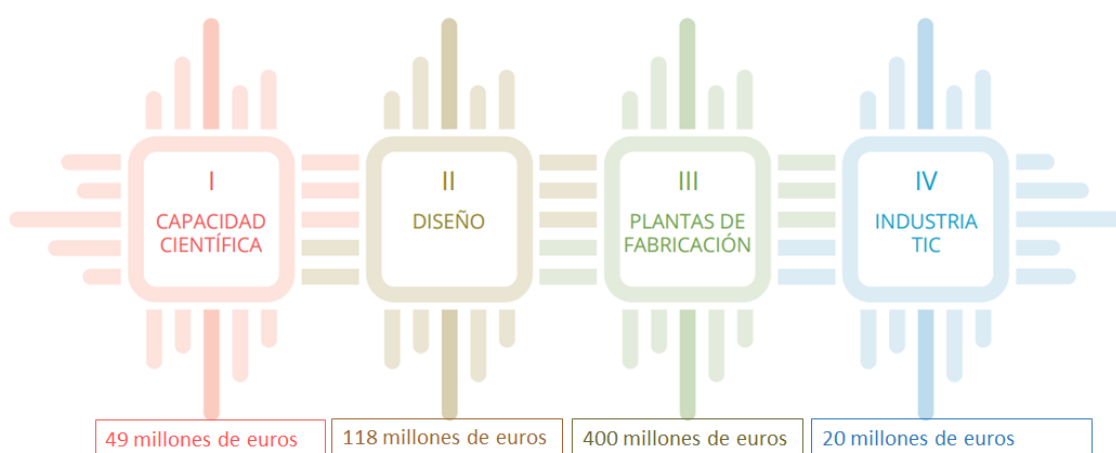 I
CAPACIDAD
CIENTÍFICA
II
DISEÑO
III
PLANTAS DE
FABRICACIÓN
IV
INDUSTRIA
TIC
49 millones de euros
118 millones de euros
400 millones de euros
20 millones de euros